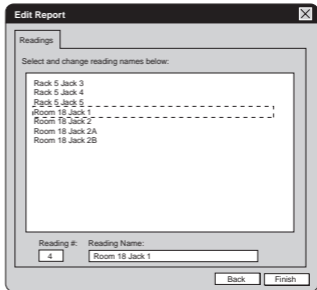 Edit Report
Readings
Select and change reading names below:
Rack 5 Jack 3
Rack 5 Jack 4
Rack 5 Jack 5
Room 18 Jack 1
Room 18 Jack 2
Room 18 Jack 2A
Room 18 Jack 2B
Reading #: Reading Name:
4 Room 18 Jack 1
Back Finish